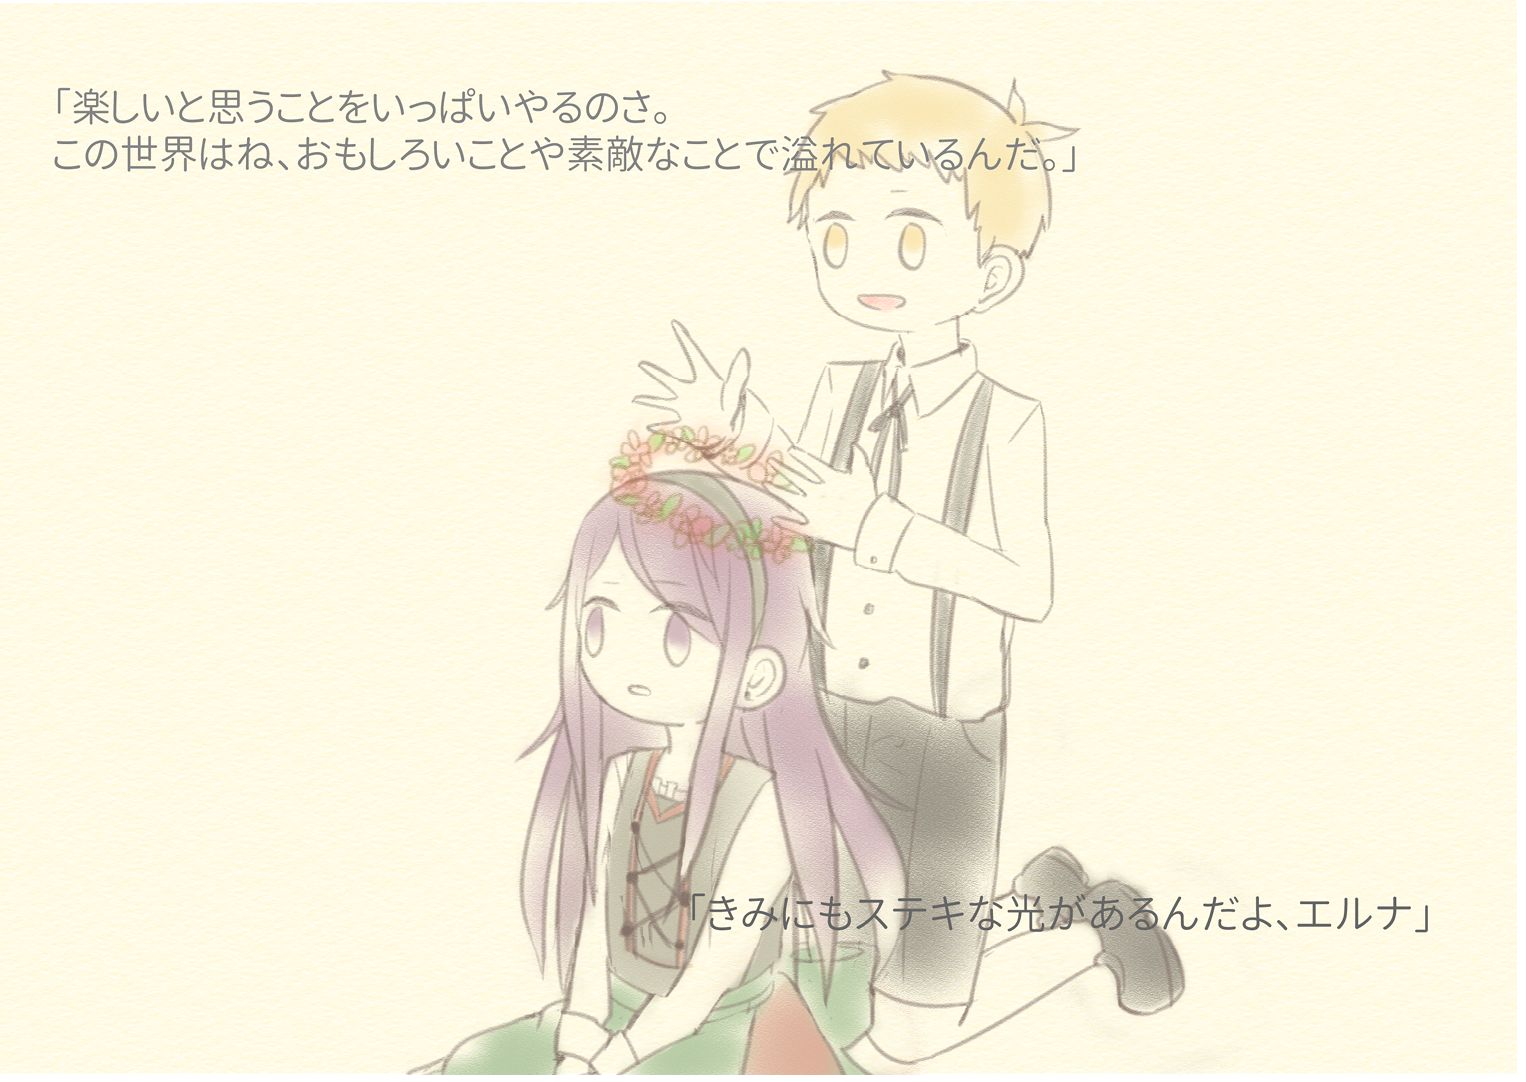 「楽しいと思うことをいっぱいやるのさ。
この世界はね、おもしろいことや素敵なことで溢れているんだ。」
「きみにもステキな光があるんだよ、エルナ」